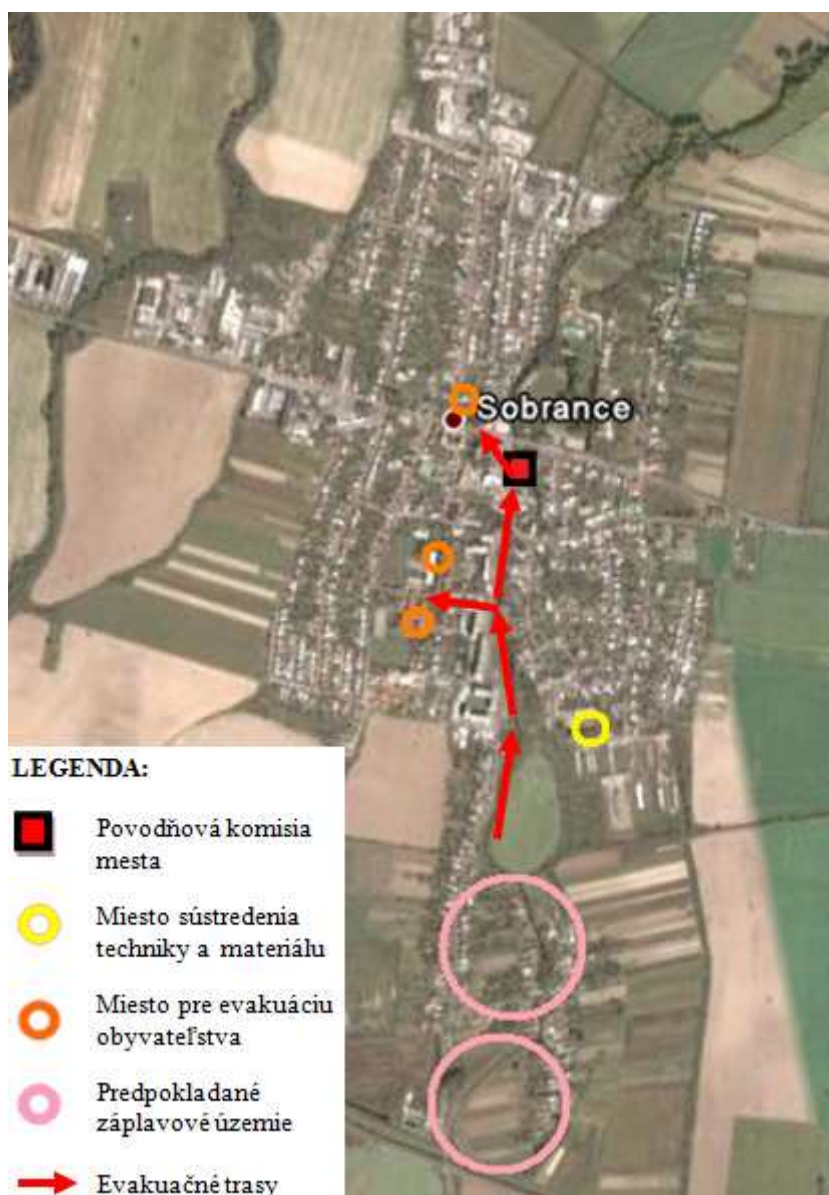 Sobrance
LEGENDA:
Povodňová komisia
mesta
Miesto sústredenia
techniky a materiálu
Miesto pre evakuáciu
obyvateľstva
Predpokladané
záplavové územie
Evakuačné trasy